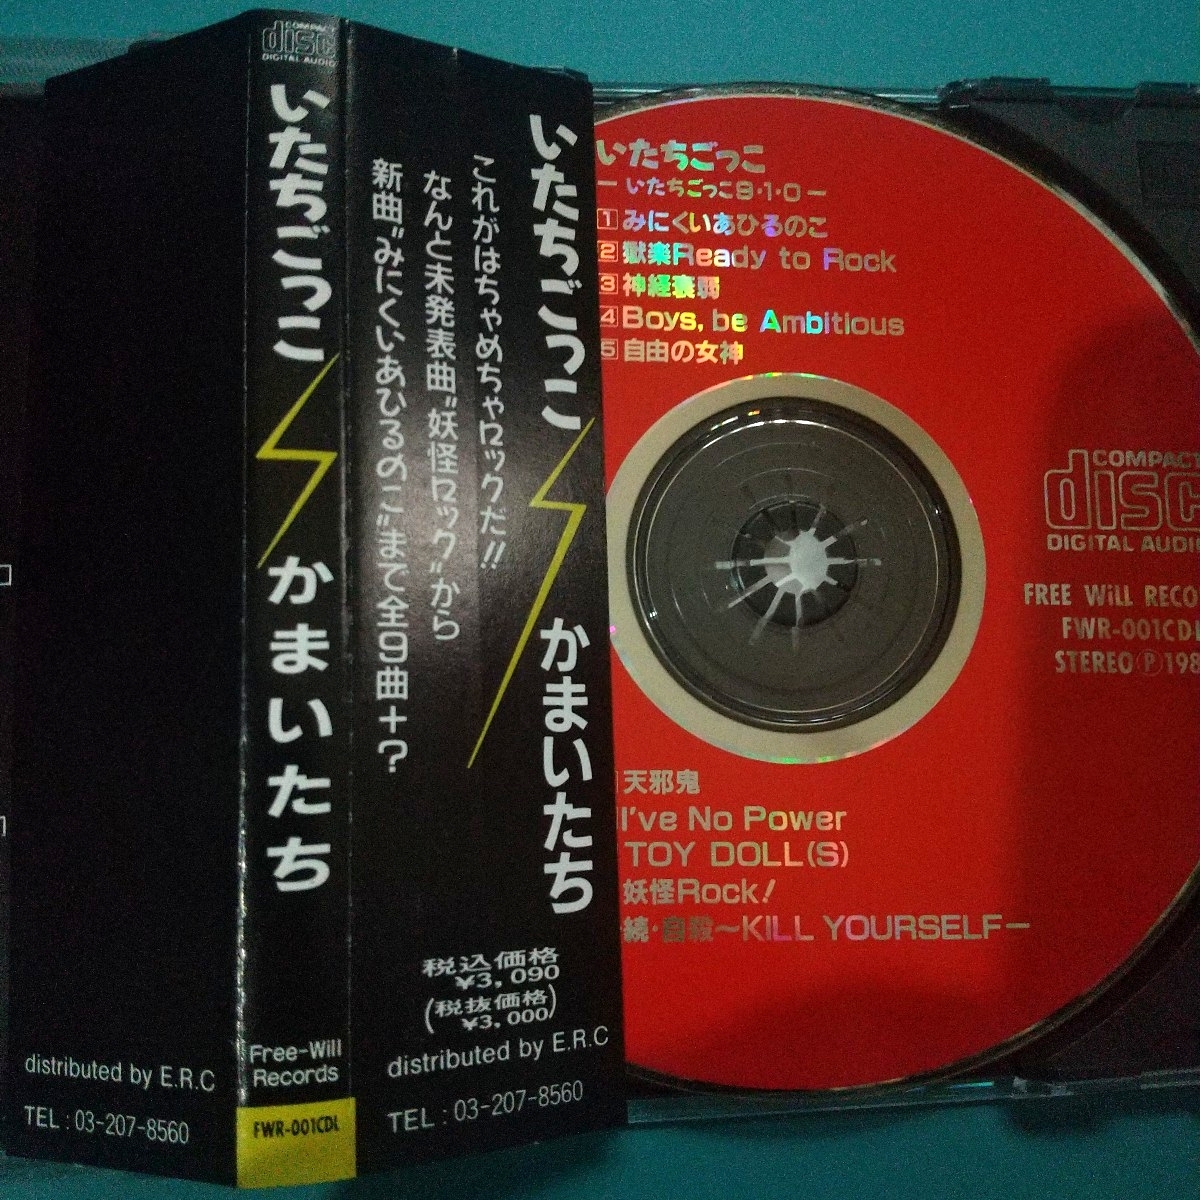 COMPACT
disc
DIGITAL AUDIO
いたちごっこ
かまいたち
Free-Will
Records
FWR-001CDL
distributed by E.R.C
TEL : 03-207-8560
いたちごっこ
かまいたち
これがはちゃめちゃロックだ!!
なんと未発表曲"妖怪ロック"から
新曲"みにくいあひるのこ"まで全9曲+?
税込価格
¥3,090
(税抜価格
¥3,000)
distributed by E.R.C
TEL : 03-207-8560
いたちごっこ
- いたちごっこ9・1・0 -
1 みにくいあひるのこ
2 獄楽Ready to Rock
3 神経衰弱
4 Boys, be Ambitious
5 自由の女神
COMPACT
disc
DIGITAL AUDIO
FREE WiLL RECO
FWR-001CDL
STEREO Ⓟ198
天邪鬼
I've No Power
TOY DOLL(S)
妖怪Rock!
続・自殺～KILL YOURSELF-